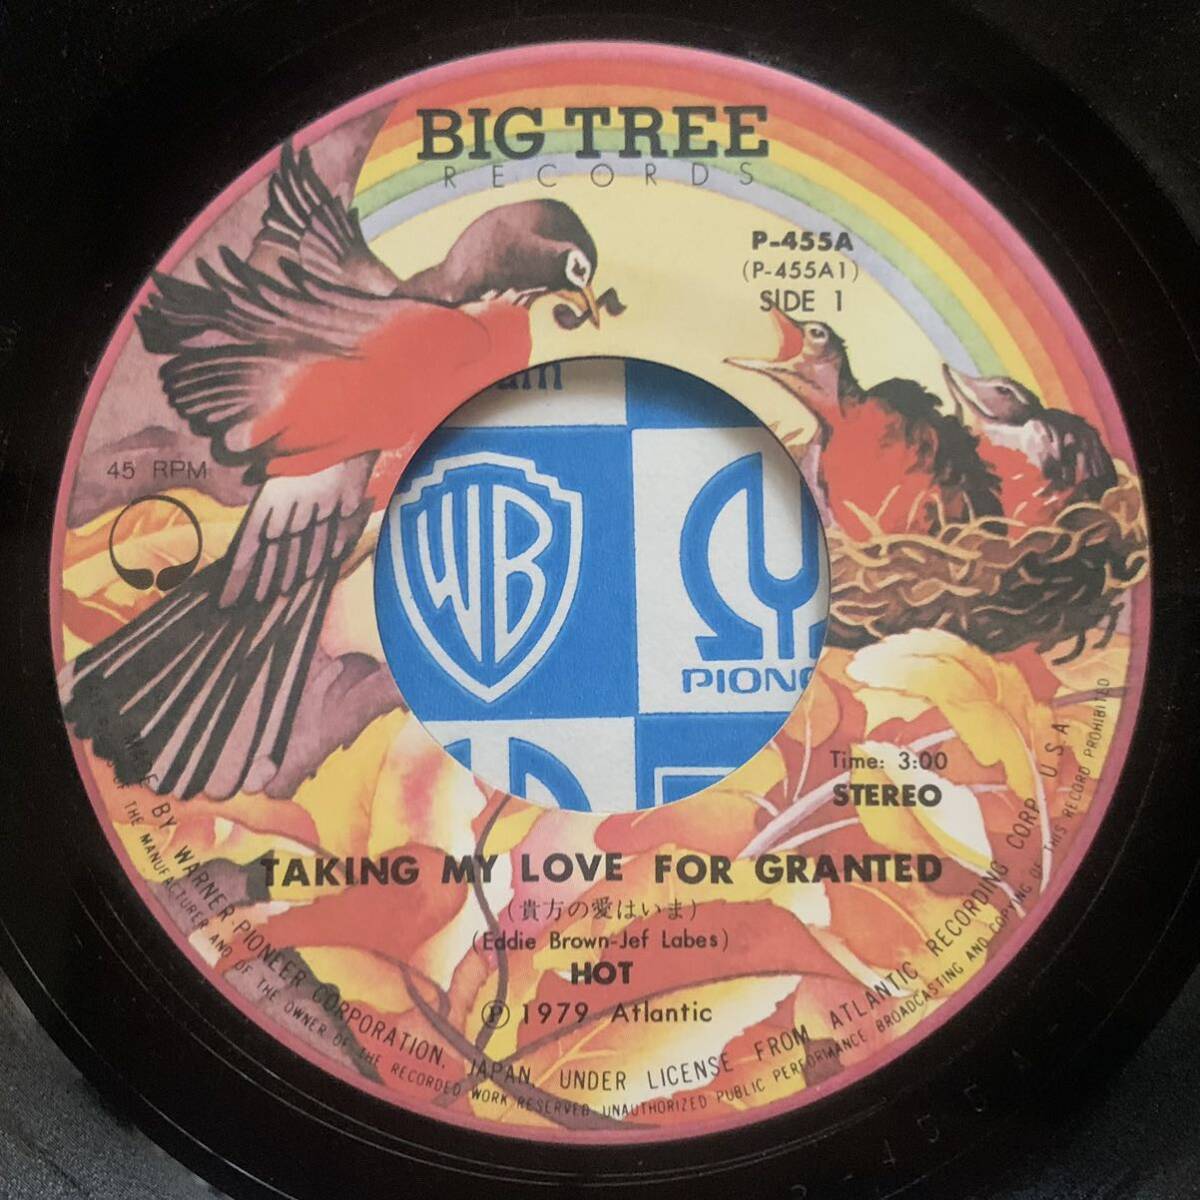 BIG TREE
RECORDS
P-455A
(P-455A1)
SIDE 1
45 RPM
WB
PION
Time: 3:00
STEREO
TAKING MY LOVE FOR GRANTED
(貴方の愛はいま)
(Eddie Brown-Jef Labes)
HOT
Ⓟ 1979 Atlantic
MADE BY WARNER-PIONEER CORPORATION, JAPAN, UNDER LICENSE FROM ATLANTIC RECORDING CORP. U.S.A.
OF THE MANUFACTURER AND OF THE OWNER OF THE RECORDED WORK RESERVED. UNAUTHORIZED PUBLIC PERFORMANCE BROADCASTING AND COPYING OF THIS RECORD PROHIBITED